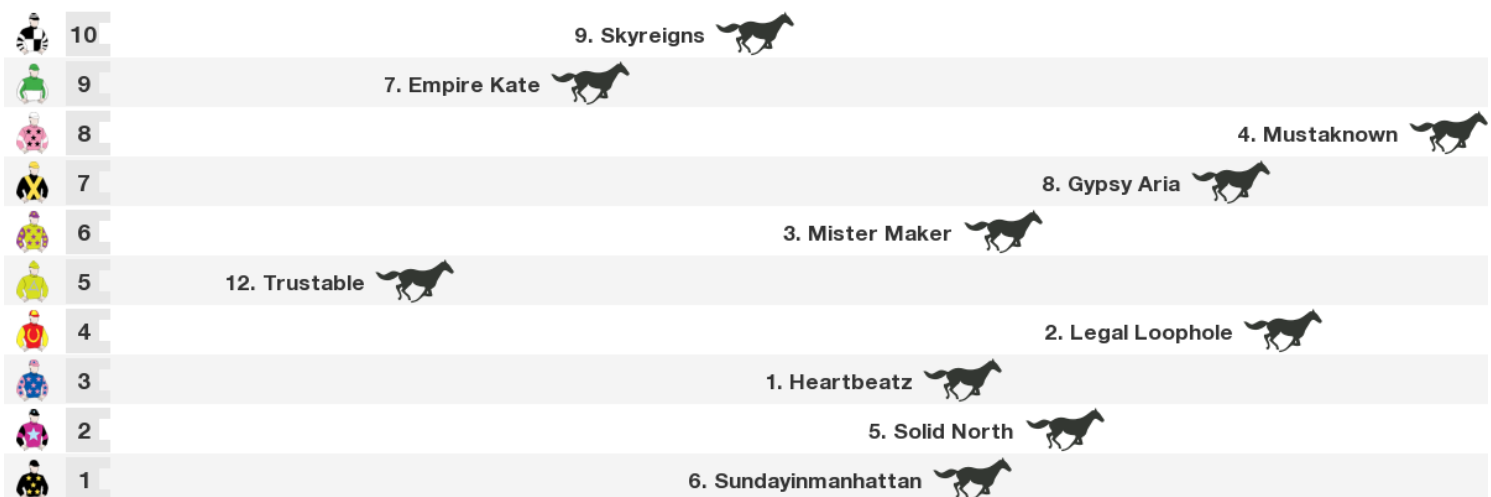 10 9. Skyreigns
9 7. Empire Kate
8 4. Mustaknown
7 8. Gypsy Aria
6 3. Mister Maker
5 12. Trustable
4 2. Legal Loophole
3 1. Heartbeatz
2 5. Solid North
1 6. Sundayinmanhattan